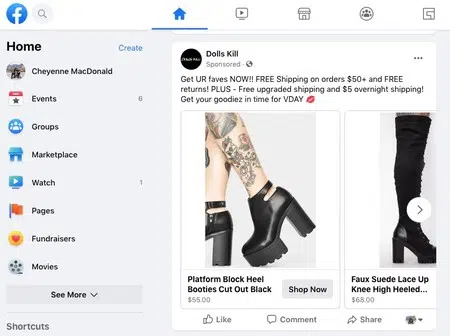 Home
Create
Cheyenne MacDonald
Events
6
Groups
Marketplace
Watch
1
Pages
Fundraisers
Movies
See More
Shortcuts
Dolls Kill
Sponsored ·
Get UR faves NOW!! FREE Shipping on orders $50+ and FREE
returns! PLUS - Free upgraded shipping and $5 overnight shipping!
Get your goodiez in time for VDAY 💋
Platform Block Heel
Booties Cut Out Black
$55.00
Shop Now
Faux Suede Lace Up
Knee High Heeled...
$68.00
Like
Comment
Share